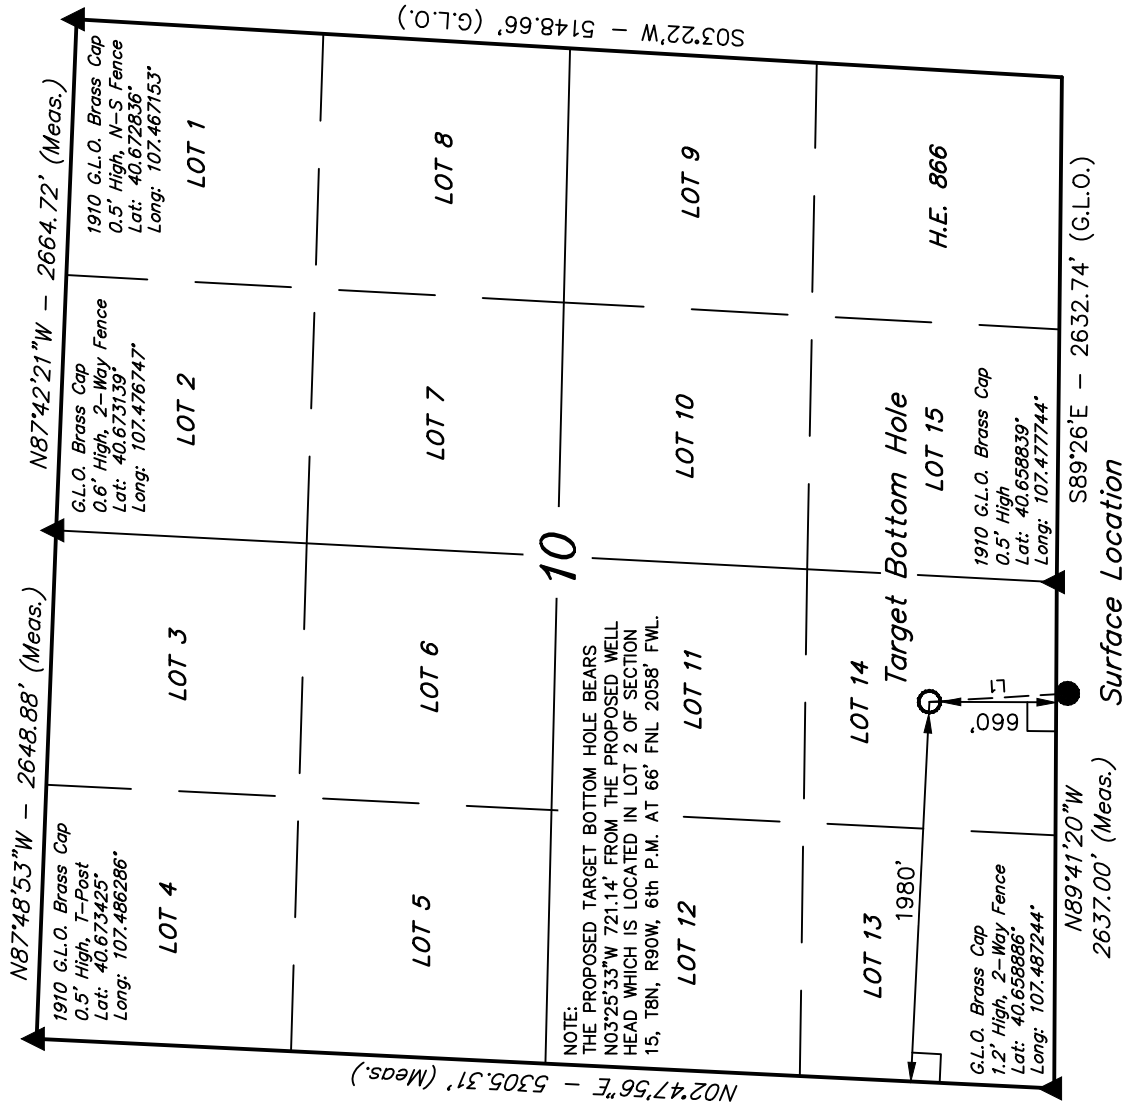 N87°48'53"W - 2648.88' (Meas.)
N87°42'21"W - 2664.72' (Meas.)
1910 G.L.O. Brass Cap
0.5' High, T-Post
Lat: 40.673425°
Long: 107.486286°
G.L.O. Brass Cap
0.6' High, 2-Way Fence
Lat: 40.673139°
Long: 107.476747°
1910 G.L.O. Brass Cap
0.5' High, N-S Fence
Lat: 40.672836°
Long: 107.467153°
LOT 4
LOT 3
LOT 2
LOT 1
LOT 5
LOT 6
LOT 7
LOT 8
N02°47'56"E - 5305.31' (Meas.)
10
S03°22'W - 5148.66' (G.L.O.)
NOTE:
THE PROPOSED TARGET BOTTOM HOLE BEARS
N03°25'33"W 721.14' FROM THE PROPOSED WELL
HEAD WHICH IS LOCATED IN LOT 2 OF SECTION
15, T8N, R90W, 6th P.M. AT 66' FNL 2058' FWL.
LOT 12
LOT 11
LOT 10
LOT 9
LOT 13
LOT 14
Target Bottom Hole
LOT 15
H.E. 866
1980'
660'
L1
G.L.O. Brass Cap
1.2' High, 2-Way Fence
Lat: 40.658886°
Long: 107.487244°
1910 G.L.O. Brass Cap
0.5' High
Lat: 40.658839°
Long: 107.477744°
N89°41'20"W
2637.00' (Meas.)
S89°26'E - 2632.74' (G.L.O.)
Surface Location